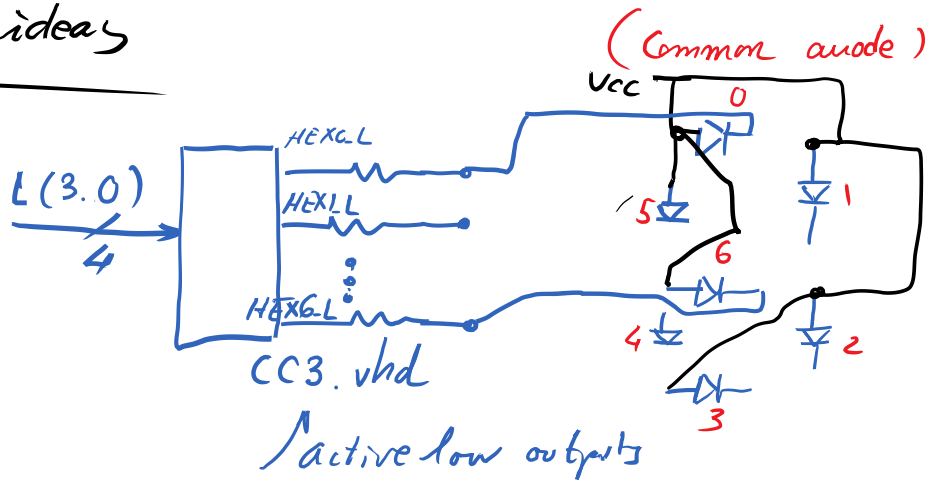 ideas
(Common anode)
Vcc
0
HEX0_L
L(3..0)
1
HEX1_L
5
4
6
HEX6_L
4
2
CC3.vhd
3
active low outputs